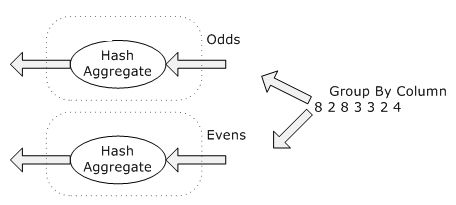 Odds
Hash
Aggregate
Group By Column
8 2 8 3 3 2 4
Evens
Hash
Aggregate